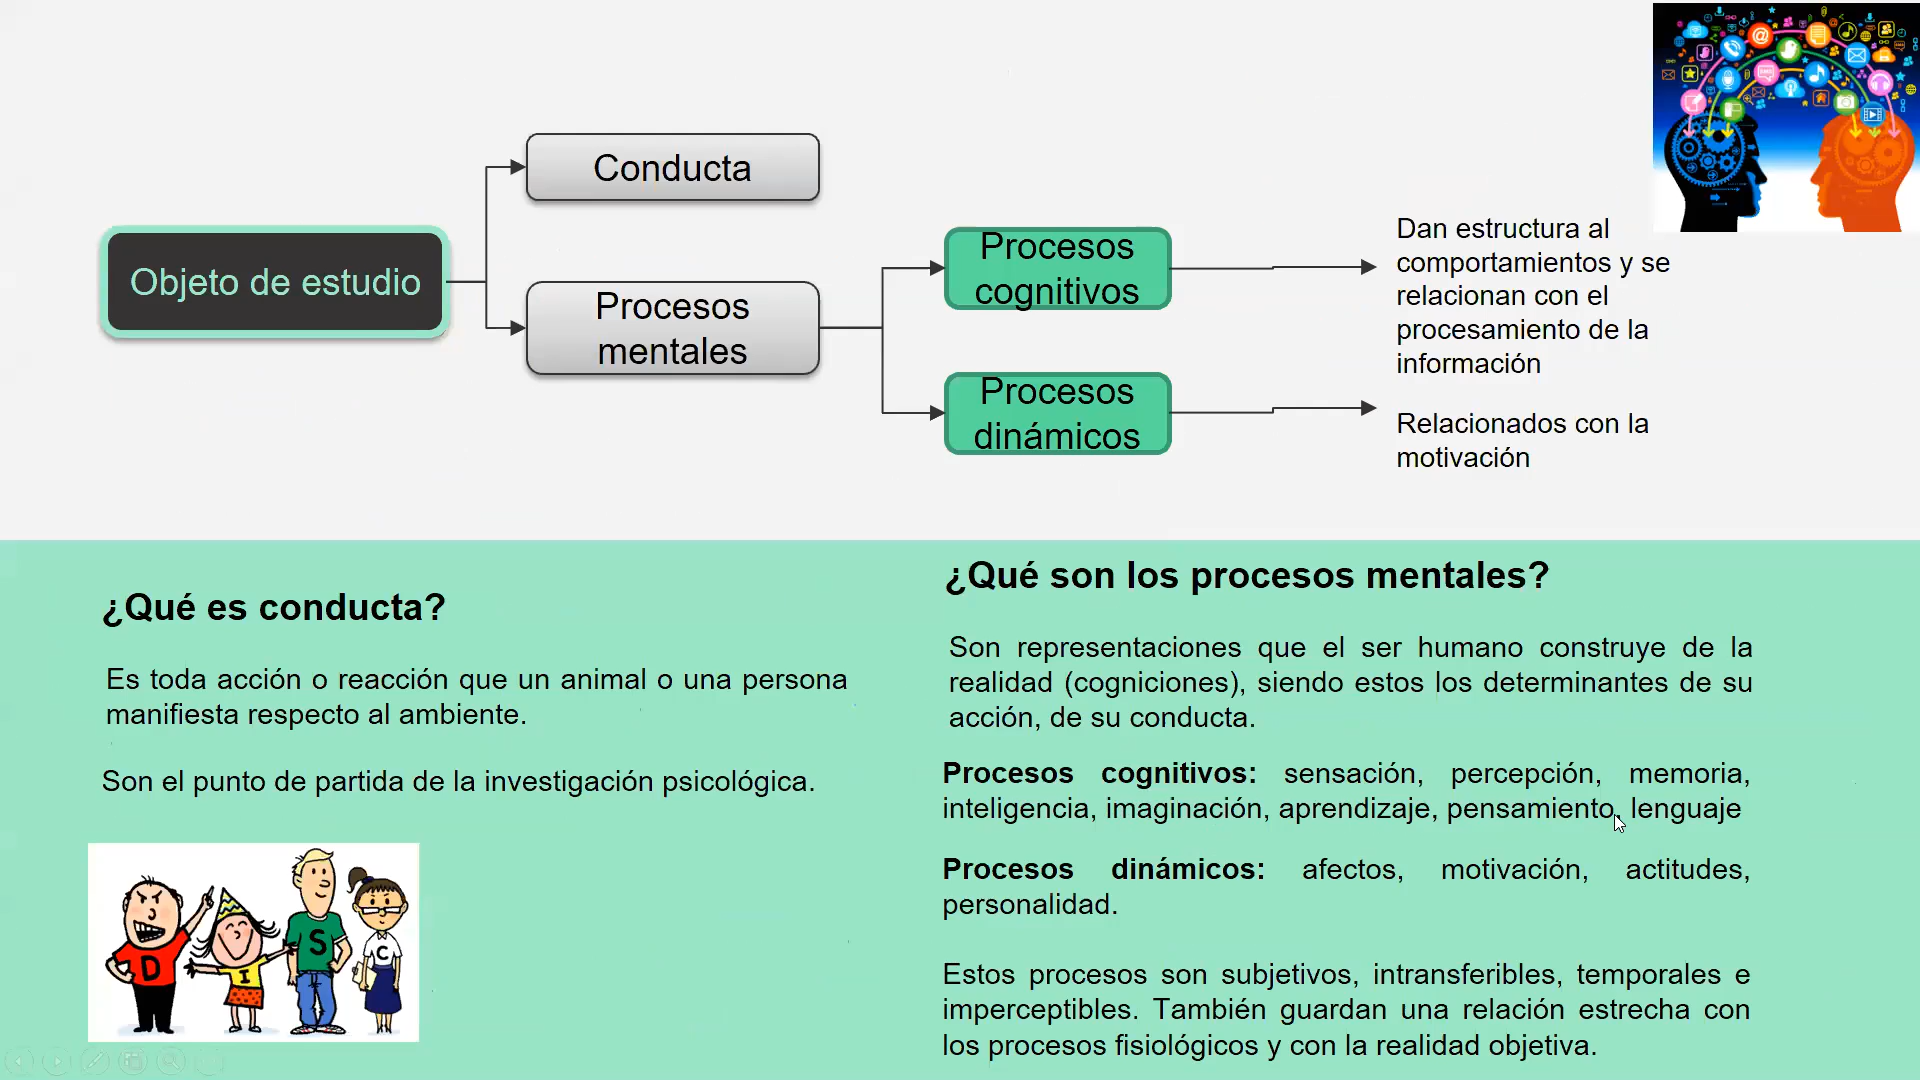 Objeto de estudio
Conducta
Procesos
mentales
Procesos
cognitivos
Procesos
dinámicos
Dan estructura al
comportamientos y se
relacionan con el
procesamiento de la
información
Relacionados con la
motivación
¿Qué es conducta?
Es toda acción o reacción que un animal o una persona
manifiesta respecto al ambiente.
Son el punto de partida de la investigación psicológica.
D
I
S
C
¿Qué son los procesos mentales?
Son representaciones que el ser humano construye de la
realidad (cogniciones), siendo estos los determinantes de su
acción, de su conducta.
Procesos cognitivos: sensación, percepción, memoria,
inteligencia, imaginación, aprendizaje, pensamiento, lenguaje
Procesos dinámicos: afectos, motivación, actitudes,
personalidad.
Estos procesos son subjetivos, intransferibles, temporales e
imperceptibles. También guardan una relación estrecha con
los procesos fisiológicos y con la realidad objetiva.